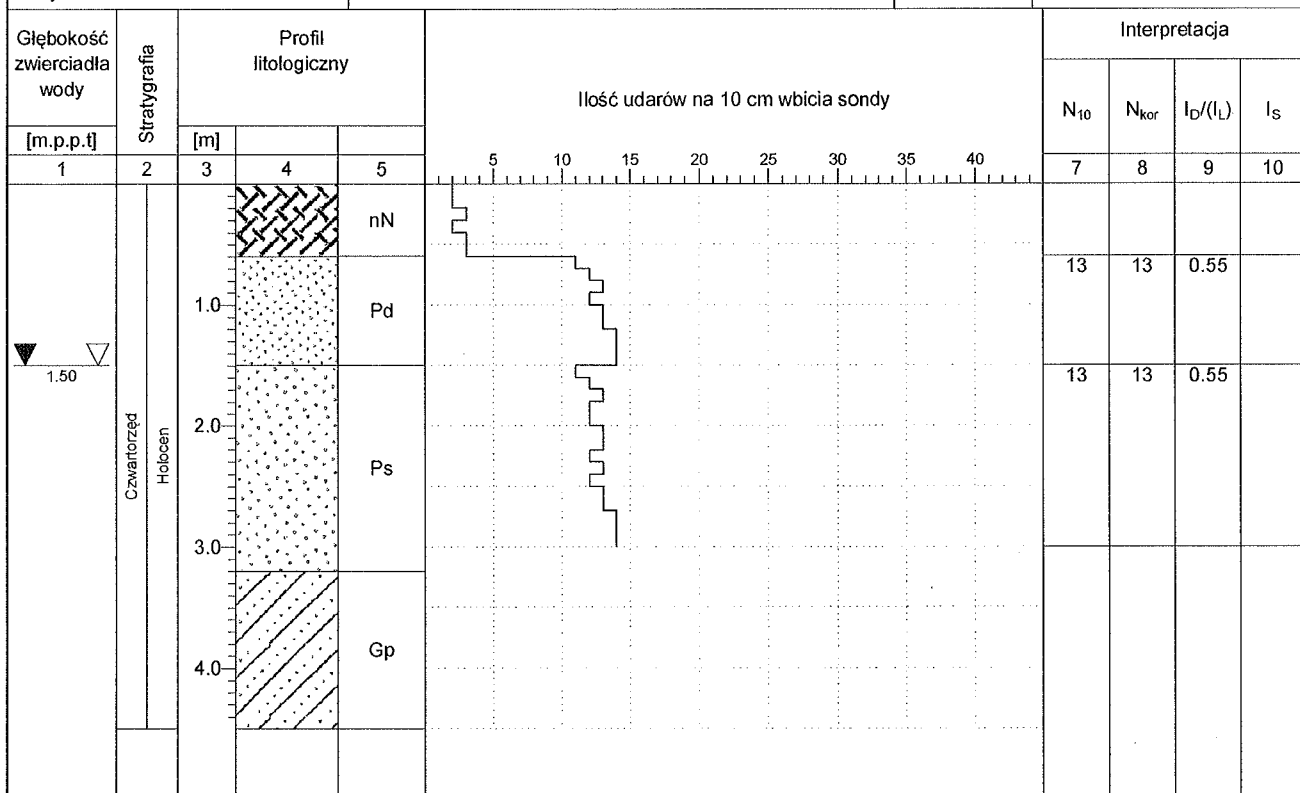 Głębokość
zwierciadła
wody
[m.p.p.t]
Stratygrafia
Profil
litologiczny
[m]
Ilość udarów na 10 cm wbicia sondy
Interpretacja
N10
Nkor
ID/(IL)
IS
1
2
3
4
5
5 10 15 20 25 30 35 40
7
8
9
10
nN
13 13 0.55
1.0
Pd
1.50
13 13 0.55
2.0
Czwartorzęd
Holocen
Ps
3.0
4.0
Gp